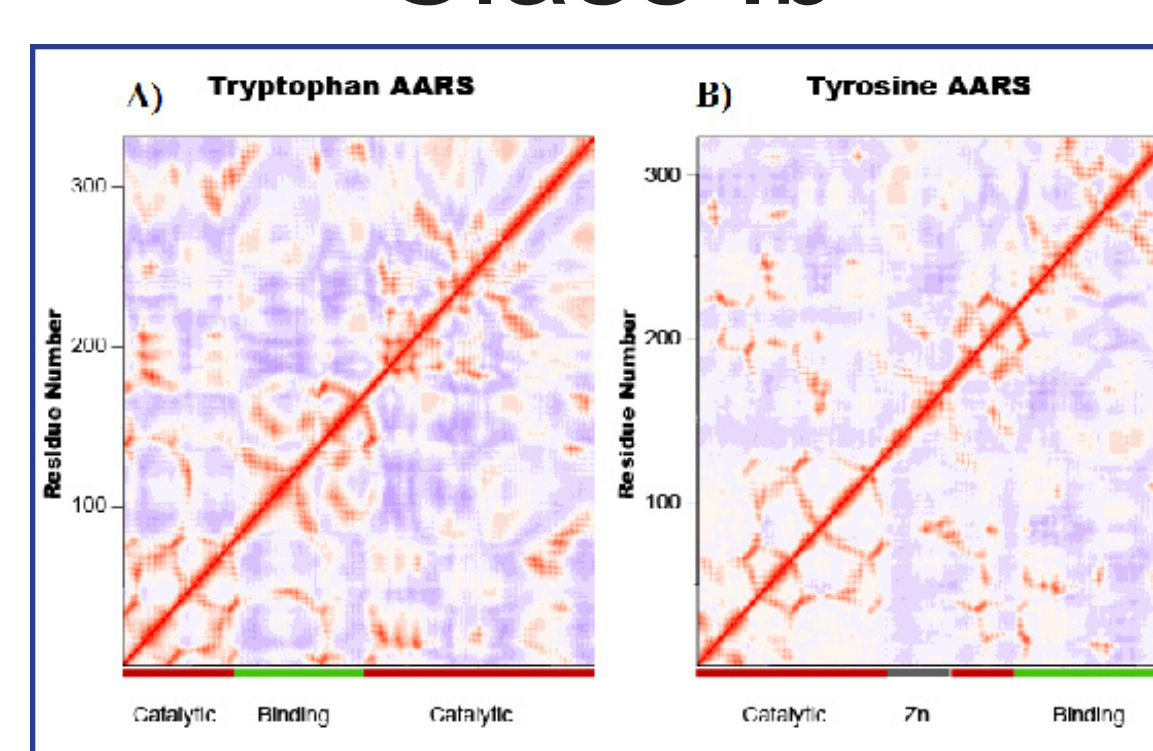 A) Tryptophan AARS
B) Tyrosine AARS
Residue Number
300
200
100
Catalytic Binding Catalytic
Residue Number
300
200
100
Catalytic Zn Binding